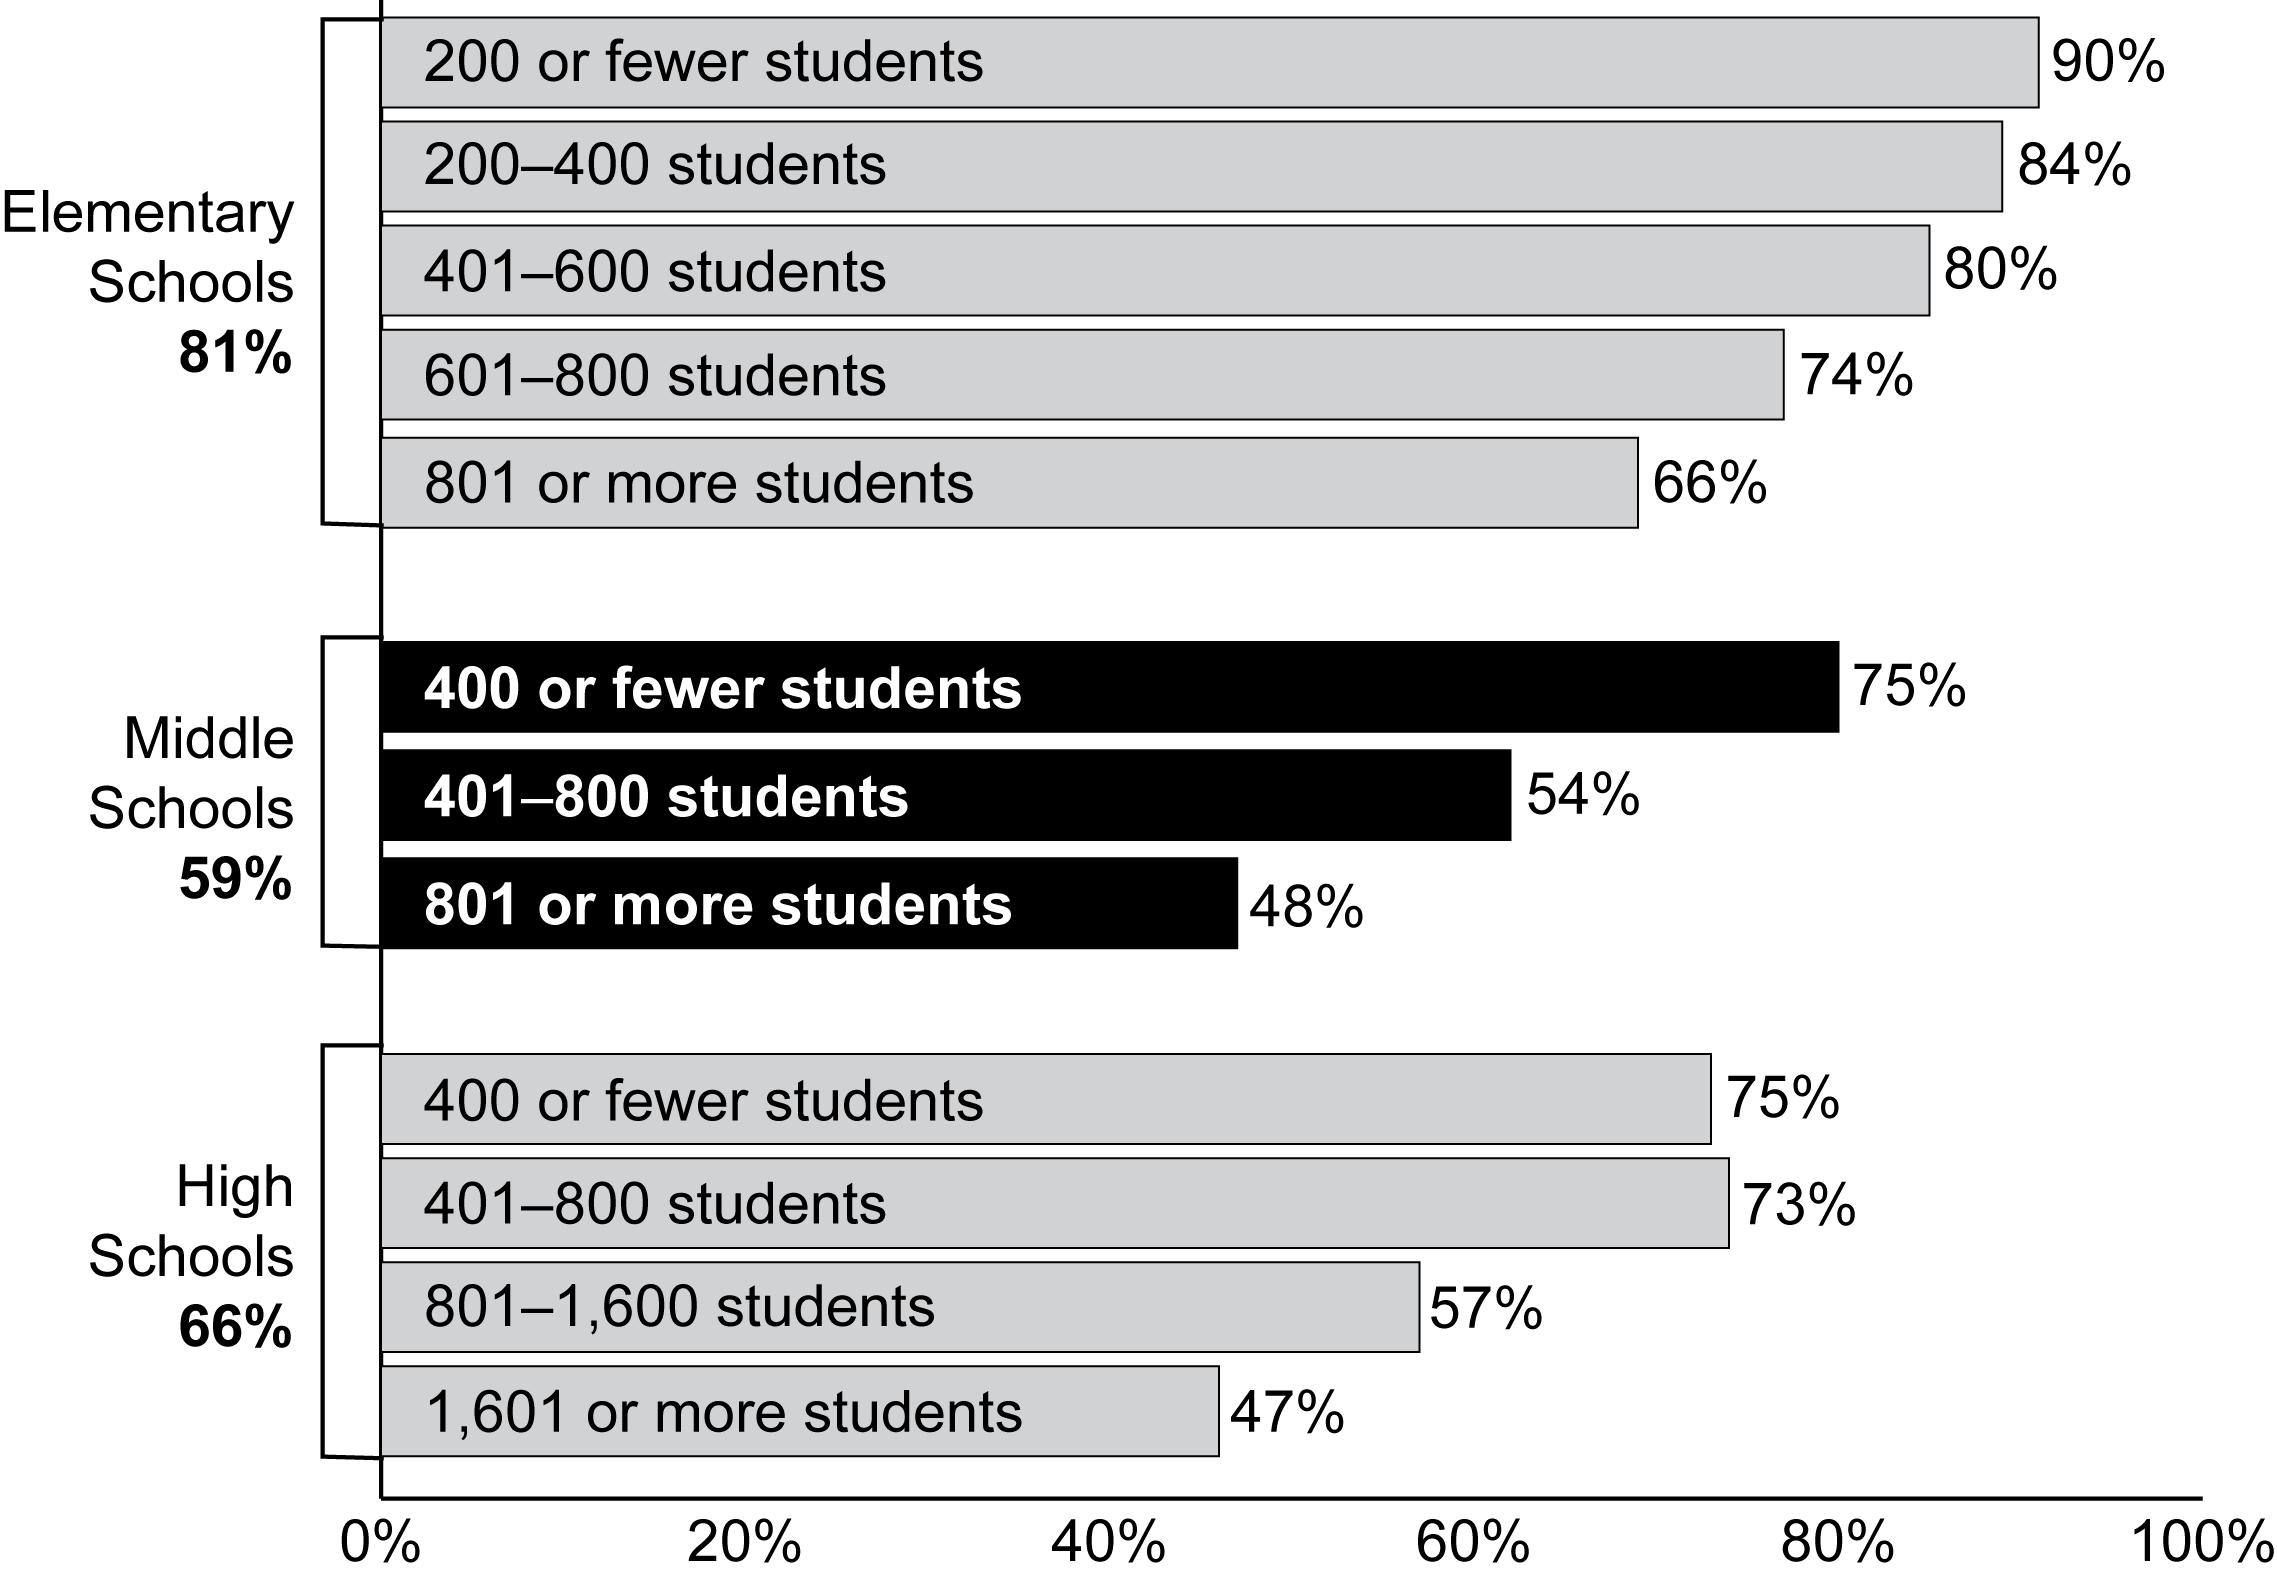 200 or fewer students 90%
200–400 students 84%
Elementary
Schools
81%
401–600 students 80%
601–800 students 74%
801 or more students 66%
Middle
Schools
59%
400 or fewer students 75%
401–800 students 54%
801 or more students 48%
High
Schools
66%
400 or fewer students 75%
401–800 students 73%
801–1,600 students 57%
1,601 or more students 47%
0% 20% 40% 60% 80% 100%